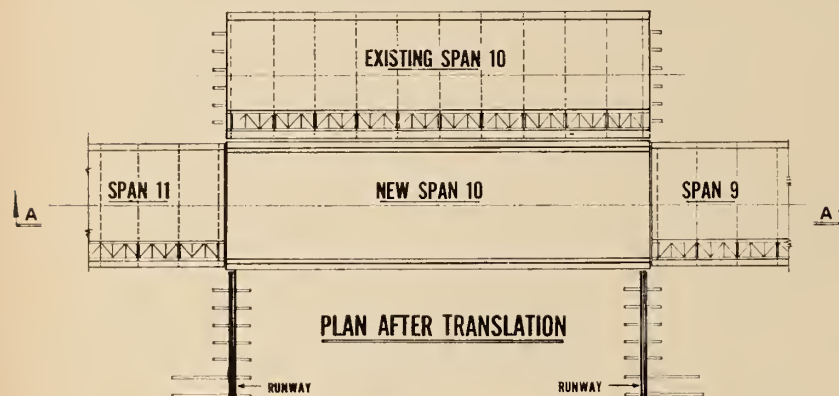 EXISTING SPAN 10
SPAN 11
NEW SPAN 10
SPAN 9
A
A
PLAN AFTER TRANSLATION
RUNWAY
RUNWAY